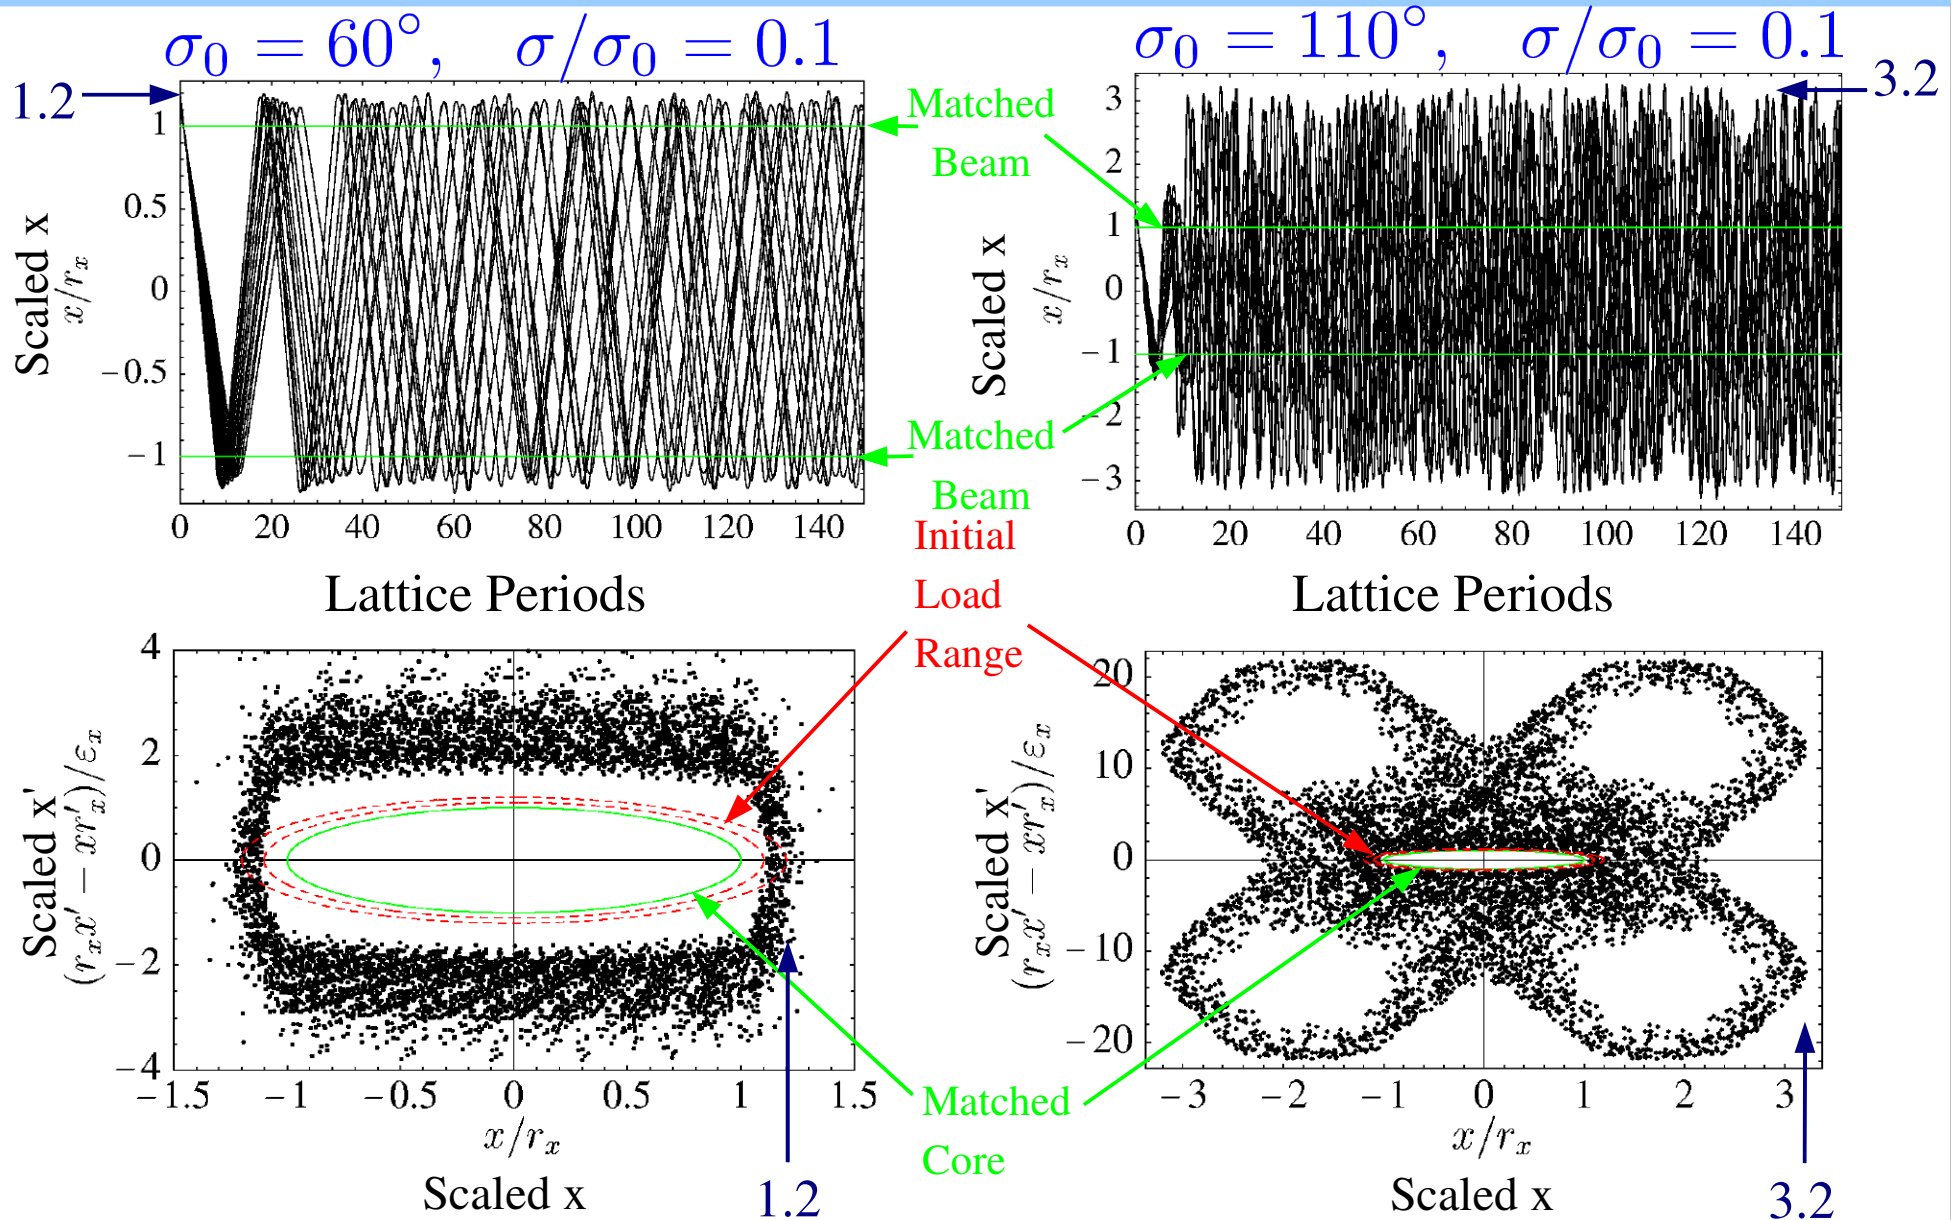 σ₀ = 60°, σ/σ₀ = 0.1
σ₀ = 110°, σ/σ₀ = 0.1
1.2
3.2
Scaled x
x/rₓ
1
0.5
0
−0.5
−1
0 20 40 60 80 100 120 140
Lattice Periods
Matched
Beam
Matched
Beam
Scaled x
x/rₓ
3
2
1
0
−1
−2
−3
0 20 40 60 80 100 120 140
Lattice Periods
Initial
Load
Range
Scaled x'
(rₓx′ − xr′ₓ)/εₓ
4
2
0
−2
−4
−1.5 −1 −0.5 0 0.5 1 1.5
x/rₓ
Scaled x
1.2
Matched
Core
Scaled x'
(rₓx′ − xr′ₓ)/εₓ
20
10
0
−10
−20
−3 −2 −1 0 1 2 3
x/rₓ
Scaled x
3.2